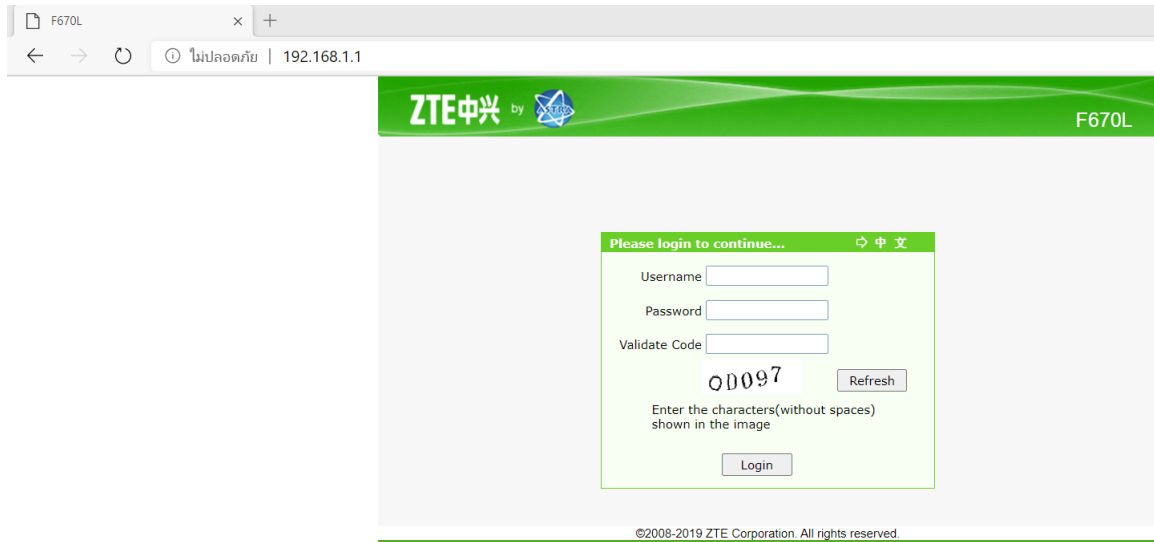 F670L
ไม่ปลอดภัย | 192.168.1.1
ZTE中兴 by ASTRA
F670L
Please login to continue... 中 文
Username
Password
Validate Code
OD097 Refresh
Enter the characters(without spaces)
shown in the image
Login
©2008-2019 ZTE Corporation. All rights reserved.